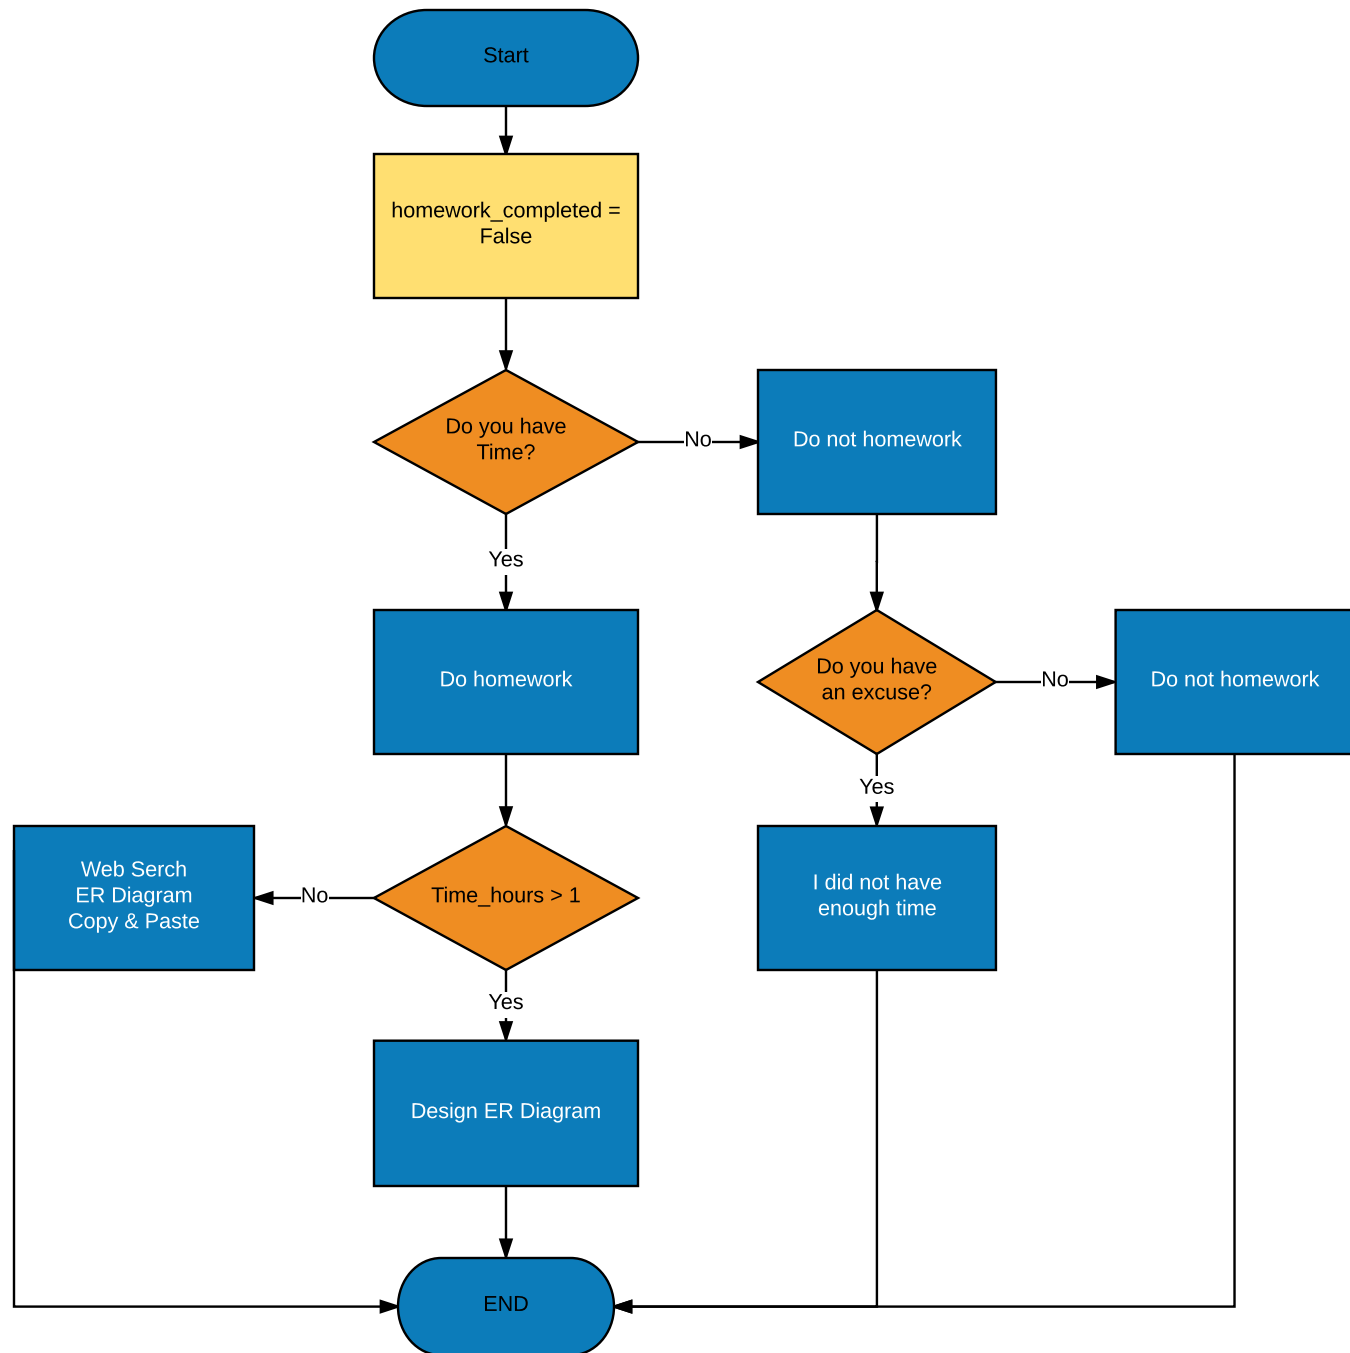 Start
homework_completed =
False
Do you have
Time?
No
Do not homework
Yes
Do homework
Do you have
an excuse?
No
Do not homework
Yes
Web Serch
ER Diagram
Copy & Paste
No
Time_hours > 1
I did not have
enough time
Yes
Design ER Diagram
END